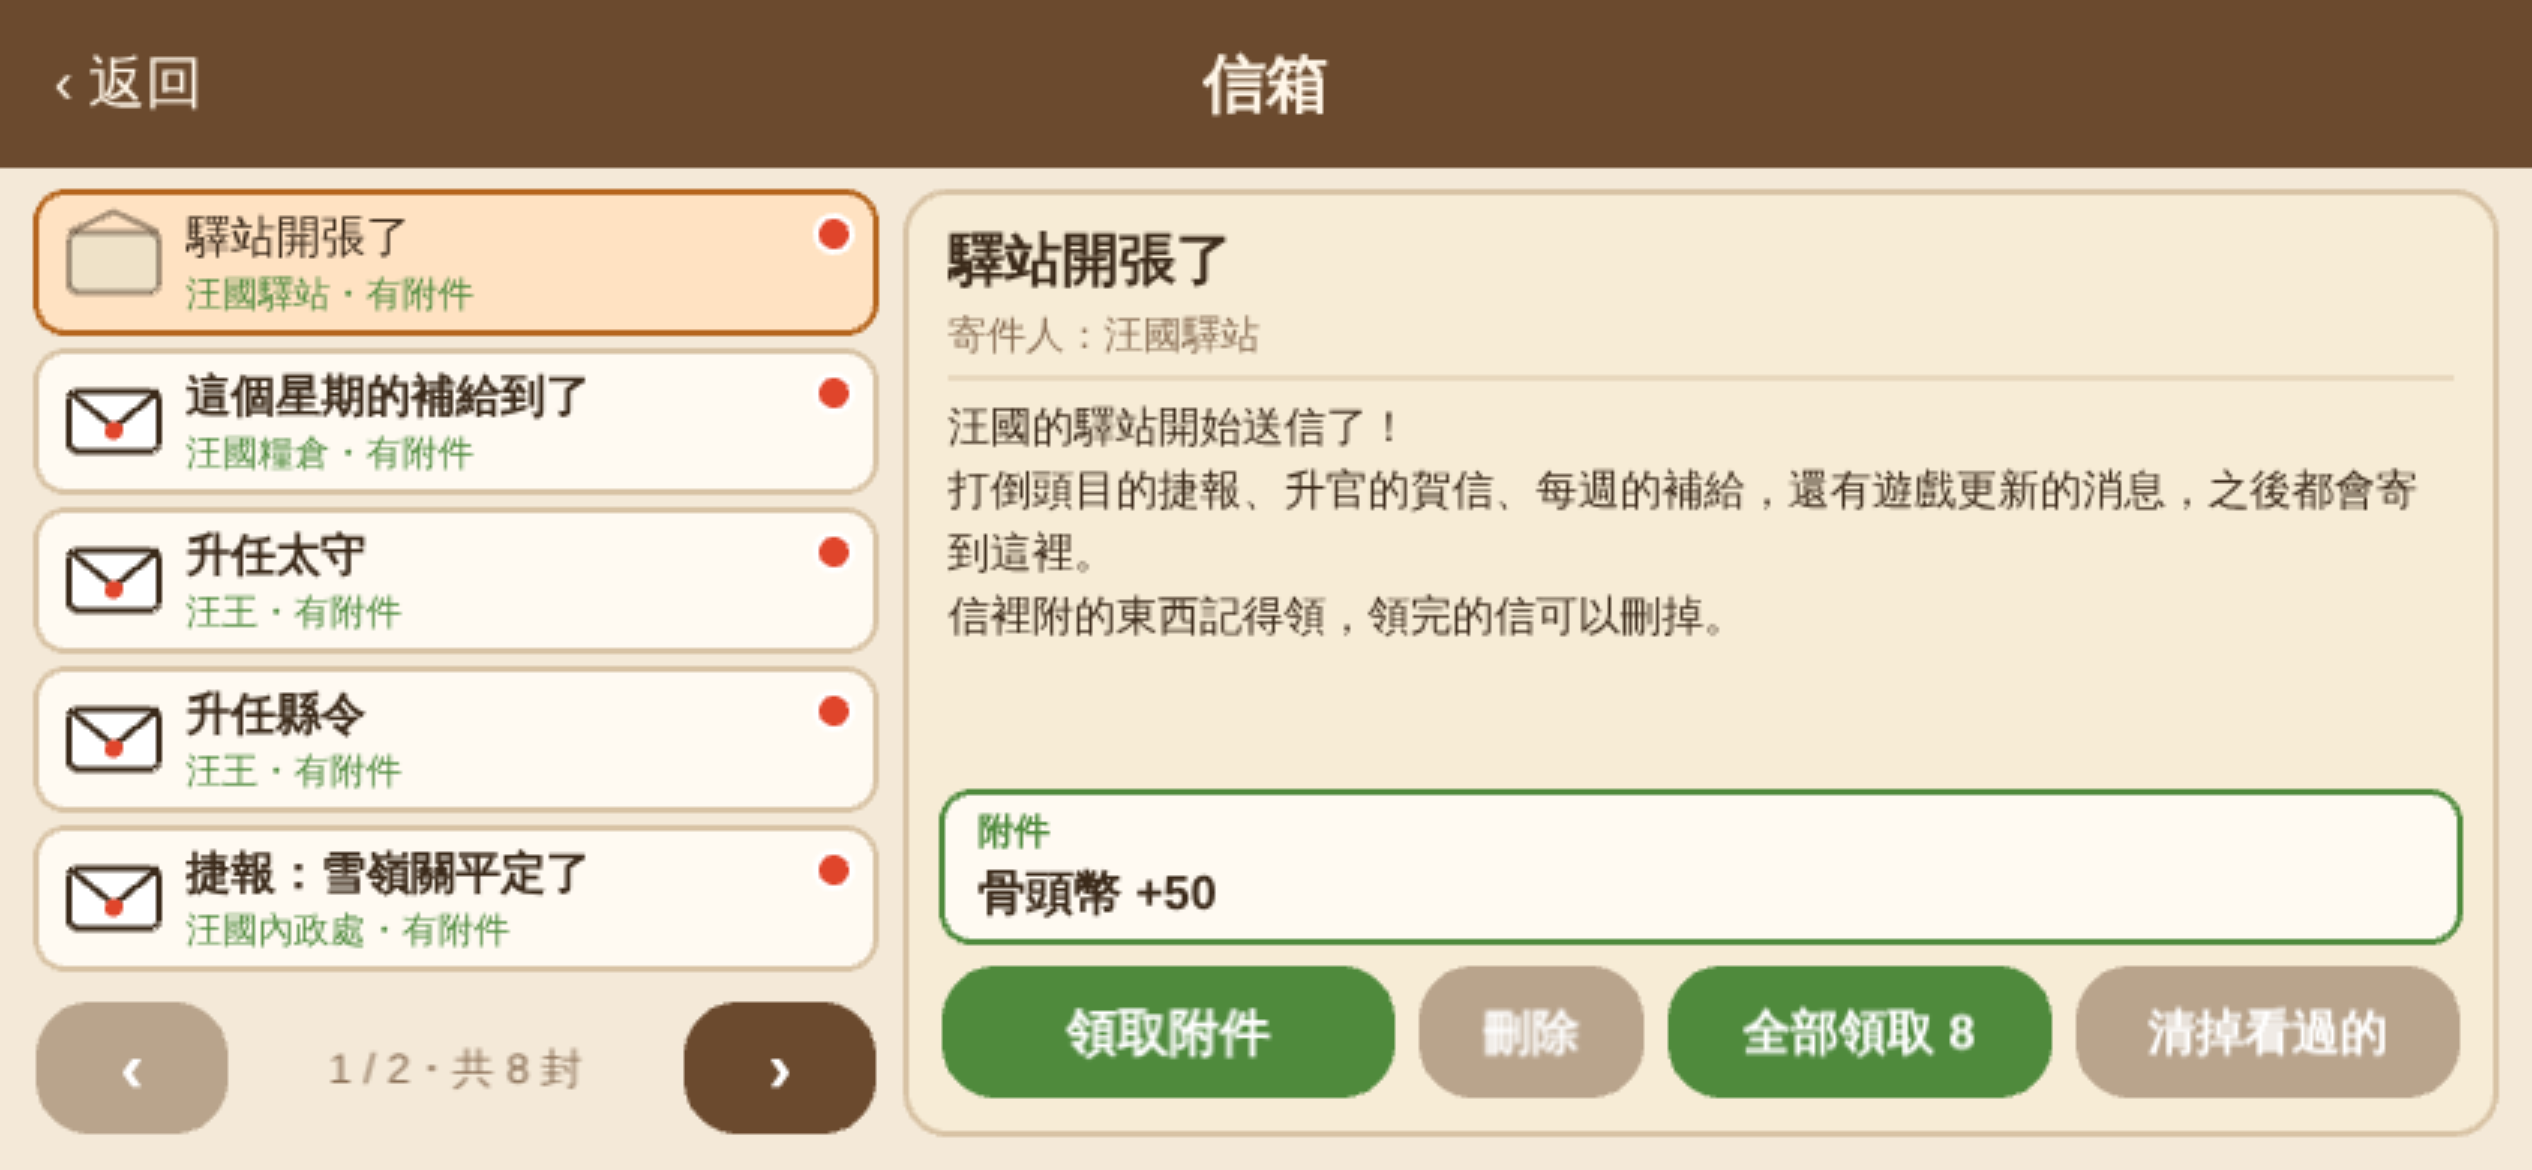 ‹ 返回
信箱
驛站開張了
汪國驛站・有附件
這個星期的補給到了
汪國糧倉・有附件
升任太守
汪王・有附件
升任縣令
汪王・有附件
捷報：雪嶺關平定了
汪國內政處・有附件
‹
1 / 2・共 8 封
›
驛站開張了
寄件人：汪國驛站
汪國的驛站開始送信了！
打倒頭目的捷報、升官的賀信、每週的補給，還有遊戲更新的消息，之後都會寄
到這裡。
信裡附的東西記得領，領完的信可以刪掉。
附件
骨頭幣 +50
領取附件
刪除
全部領取 8
清掉看過的